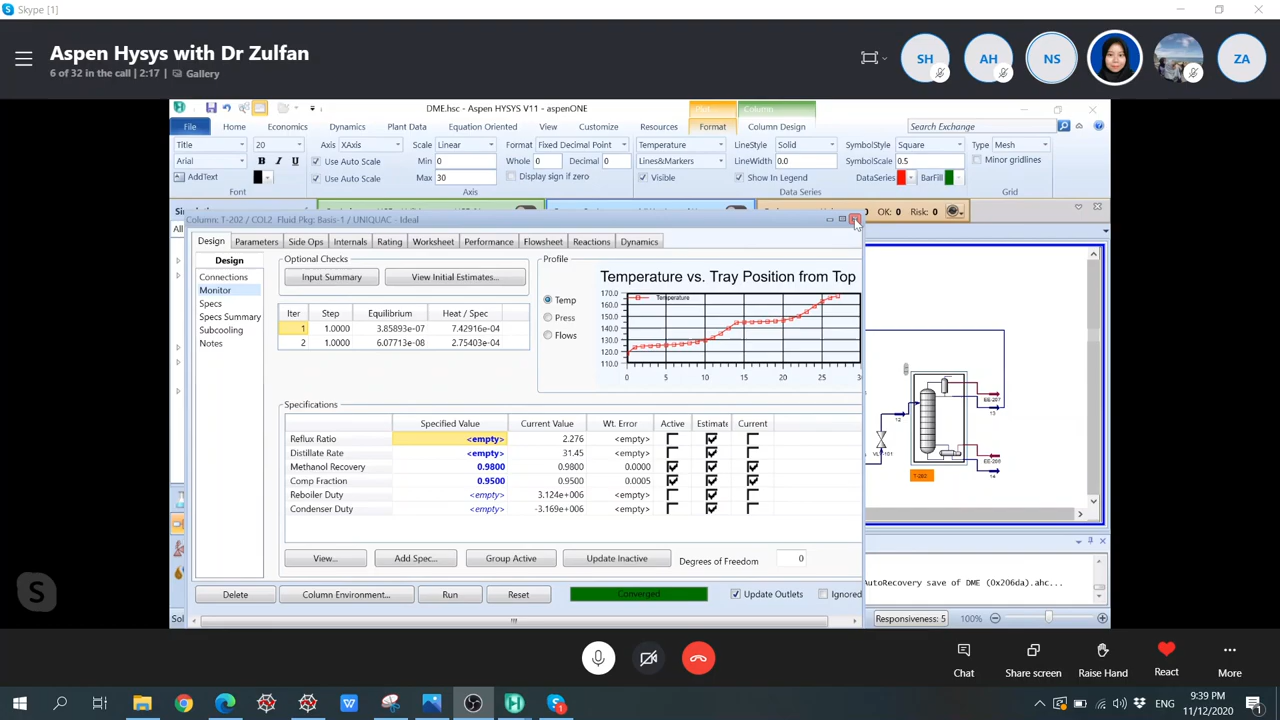 Skype [1]
Aspen Hysys with Dr Zulfan
6 of 32 in the call | 2:17 | Gallery
SH AH NS ZA
DME.hsc - Aspen HYSYS V11 - aspenONE
Plot Column
File Home Economics Dynamics Plant Data Equation Oriented View Customize Resources Format Column Design Search Exchange
Title 20 Axis XAxis Scale Linear Format Fixed Decimal Point Temperature LineStyle Solid SymbolStyle Square Type Mesh
Arial B I U Use Auto Scale Min 0 Whole 0 Decimal 0 Lines&Markers LineWidth 0.0 SymbolScale 0.5 Minor gridlines
AddText Use Auto Scale Max 30 Display sign if zero Visible Show In Legend DataSeries BarFill
Font Axis Data Series Grid
OK: 0 Risk: 0
Column: T-202 / COL2 Fluid Pkg: Basis-1 / UNIQUAC - Ideal
All
Design Parameters Side Ops Internals Rating Worksheet Performance Flowsheet Reactions Dynamics
Design
Connections
Monitor
Specs
Specs Summary
Subcooling
Notes
Optional Checks
Input Summary View Initial Estimates...
Iter Step Equilibrium Heat / Spec
1 1.0000 3.85893e-07 7.42916e-04
2 1.0000 6.07713e-08 2.75403e-04
Profile
Temp
Press
Flows
Temperature vs. Tray Position from Top
Temperature
170.0
160.0
150.0
140.0
130.0
120.0
110.0
0 5 10 15 20 25
Specifications
Specified Value Current Value Wt. Error Active Estimate Current
Reflux Ratio <empty> 2.276 <empty>
Distillate Rate <empty> 31.45 <empty>
Methanol Recovery 0.9800 0.9800 0.0000
Comp Fraction 0.9500 0.9500 0.0005
Reboiler Duty <empty> 3.124e+006 <empty>
Condenser Duty <empty> -3.169e+006 <empty>
View... Add Spec... Group Active Update Inactive Degrees of Freedom 0
Delete Column Environment... Run Reset Converged Update Outlets Ignored
12
13
14
T-202
AutoRecovery save of DME (0x206da).ahc...
Responsiveness: 5 100%
Chat Share screen Raise Hand React More
ENG
9:39 PM
11/12/2020